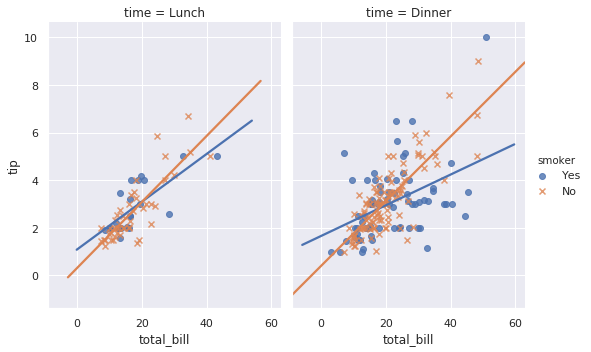 time = Lunch
time = Dinner
10
8
6
4
2
0
tip
0 20 40 60
0 20 40 60
total_bill
total_bill
smoker
Yes
No